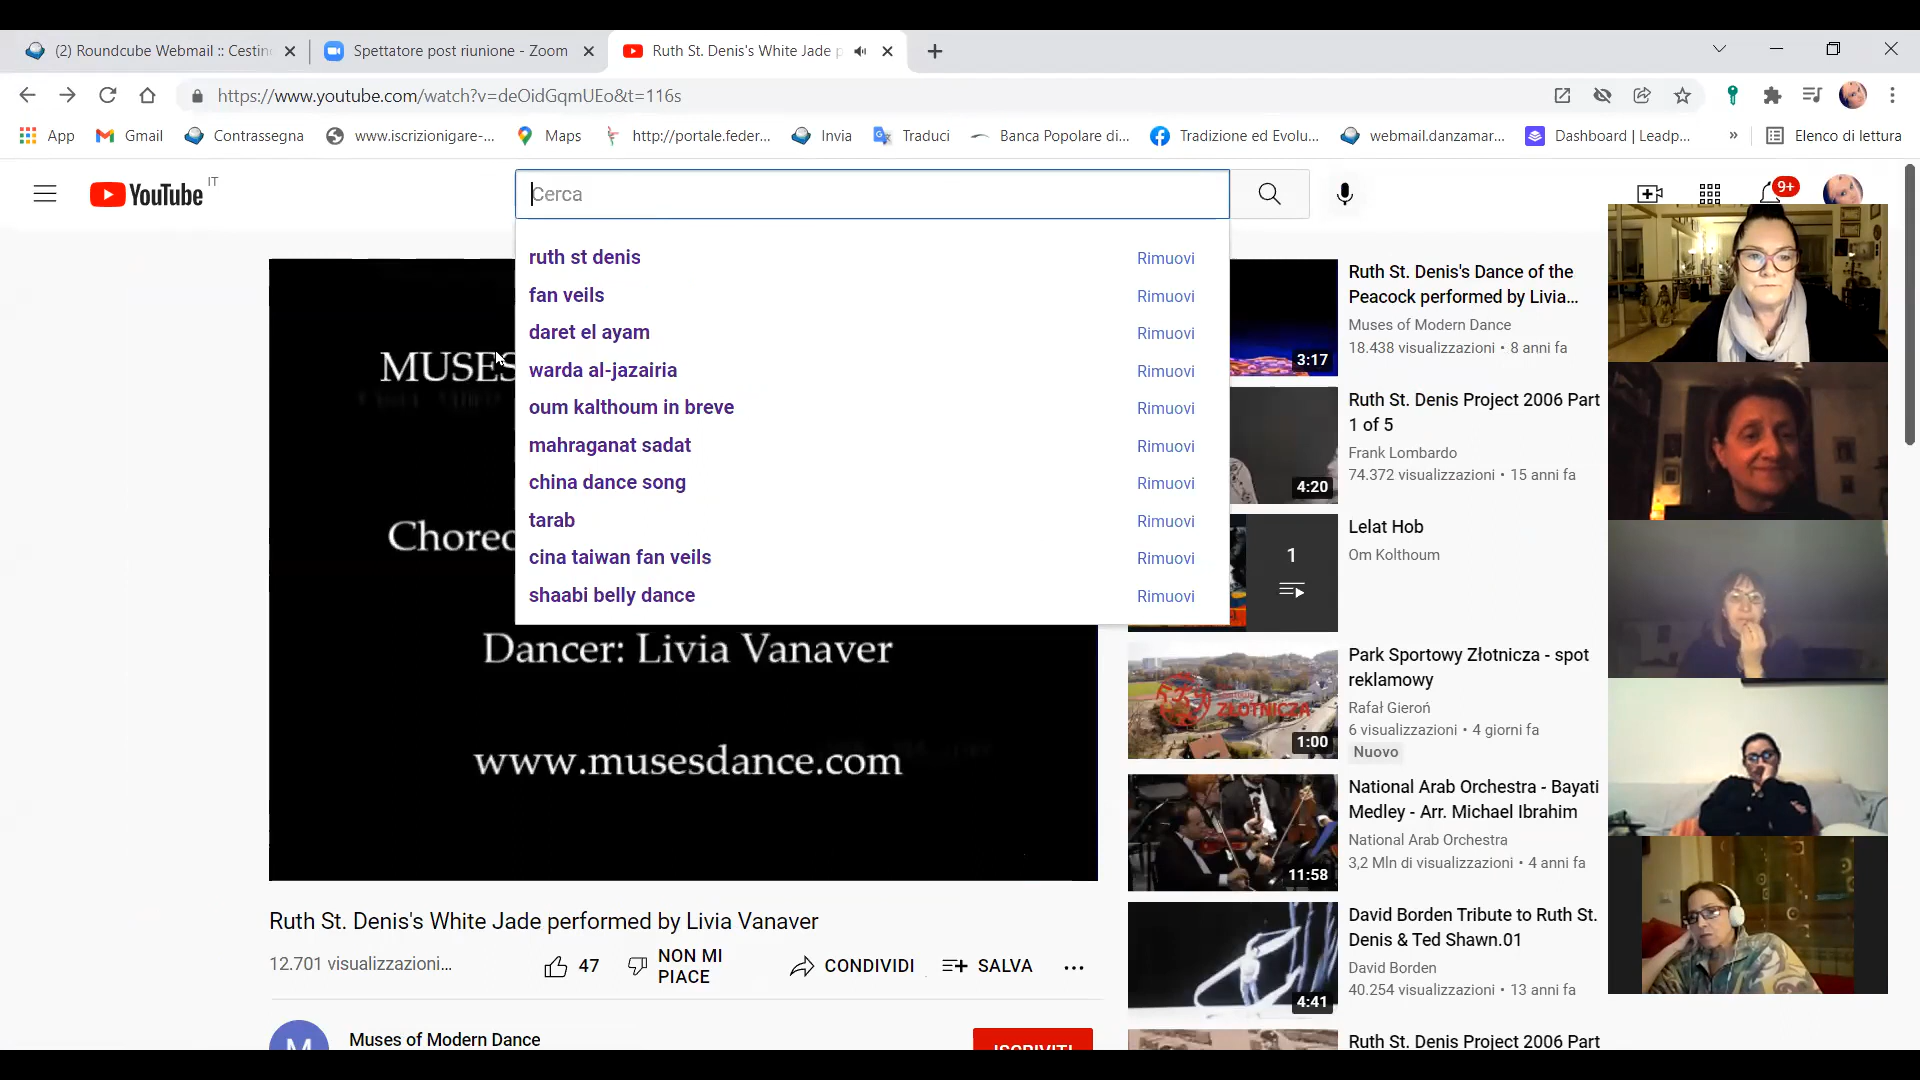 (2) Roundcube Webmail :: Cestin
Spettatore post riunione - Zoom
Ruth St. Denis's White Jade p
https://www.youtube.com/watch?v=deOidGqmUEo&t=116s
App
Gmail
Contrassegna
www.iscrizionigare-...
Maps
http://portale.feder...
Invia
Traduci
Banca Popolare di...
Tradizione ed Evolu...
webmail.danzamar...
Dashboard | Leadp...
»
Elenco di lettura
YouTube IT
Cerca
9+
ruth st denis Rimuovi
fan veils Rimuovi
daret el ayam Rimuovi
warda al-jazairia Rimuovi
oum kalthoum in breve Rimuovi
mahraganat sadat Rimuovi
china dance song Rimuovi
tarab Rimuovi
cina taiwan fan veils Rimuovi
shaabi belly dance Rimuovi
MUSES
Choreo
Dancer: Livia Vanaver
www.musesdance.com
Ruth St. Denis's White Jade performed by Livia Vanaver
12.701 visualizzazioni...
47
NON MI
PIACE
CONDIVIDI
SALVA
M
Muses of Modern Dance
ISCRIVITI
3:17
Ruth St. Denis's Dance of the
Peacock performed by Livia...
Muses of Modern Dance
18.438 visualizzazioni • 8 anni fa
4:20
Ruth St. Denis Project 2006 Part
1 of 5
Frank Lombardo
74.372 visualizzazioni • 15 anni fa
1
Lelat Hob
Om Kolthoum
ZŁOTNICZA
1:00
Park Sportowy Złotnicza - spot
reklamowy
Rafał Gieroń
6 visualizzazioni • 4 giorni fa
Nuovo
11:58
National Arab Orchestra - Bayati
Medley - Arr. Michael Ibrahim
National Arab Orchestra
3,2 Mln di visualizzazioni • 4 anni fa
4:41
David Borden Tribute to Ruth St.
Denis & Ted Shawn.01
David Borden
40.254 visualizzazioni • 13 anni fa
Ruth St. Denis Project 2006 Part